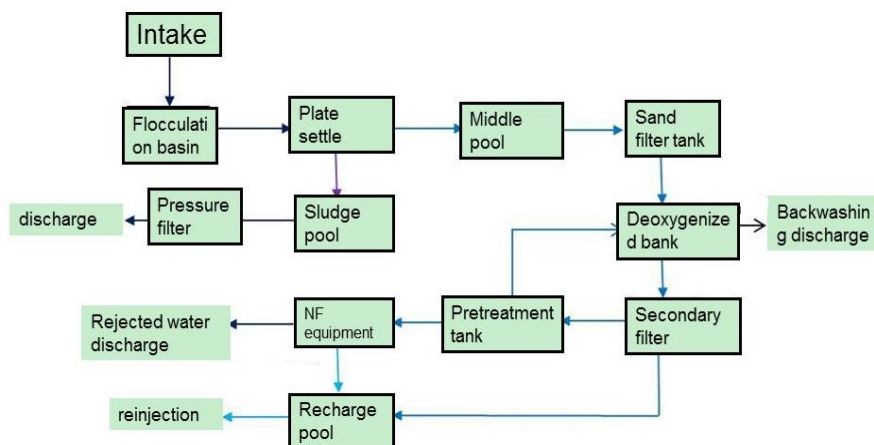 Intake
Flocculati
on basin
Plate
settle
Middle
pool
Sand
filter tank
discharge
Pressure
filter
Sludge
pool
Deoxygenize
d bank
Backwashin
g discharge
Rejected water
discharge
NF
equipment
Pretreatment
tank
Secondary
filter
reinjection
Recharge
pool